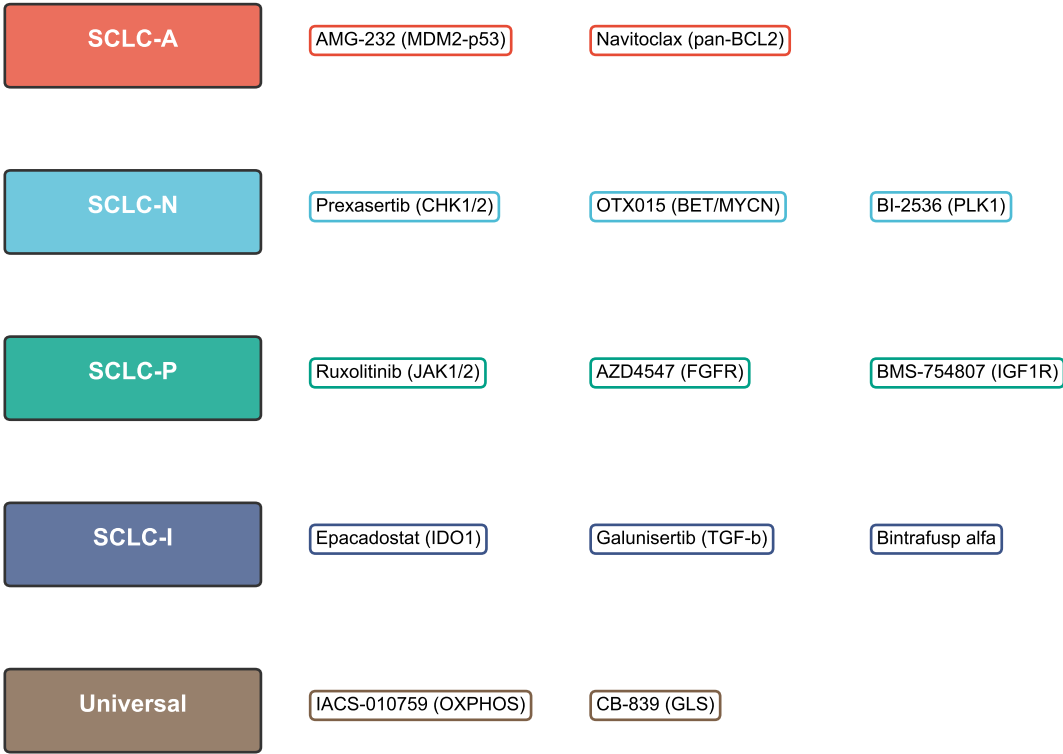 SCLC-A
AMG-232 (MDM2-p53)
Navitoclax (pan-BCL2)
SCLC-N
Prexasertib (CHK1/2)
OTX015 (BET/MYCN)
BI-2536 (PLK1)
SCLC-P
Ruxolitinib (JAK1/2)
AZD4547 (FGFR)
BMS-754807 (IGF1R)
SCLC-I
Epacadostat (IDO1)
Galunisertib (TGF-b)
Bintrafusp alfa
Universal
IACS-010759 (OXPHOS)
CB-839 (GLS)